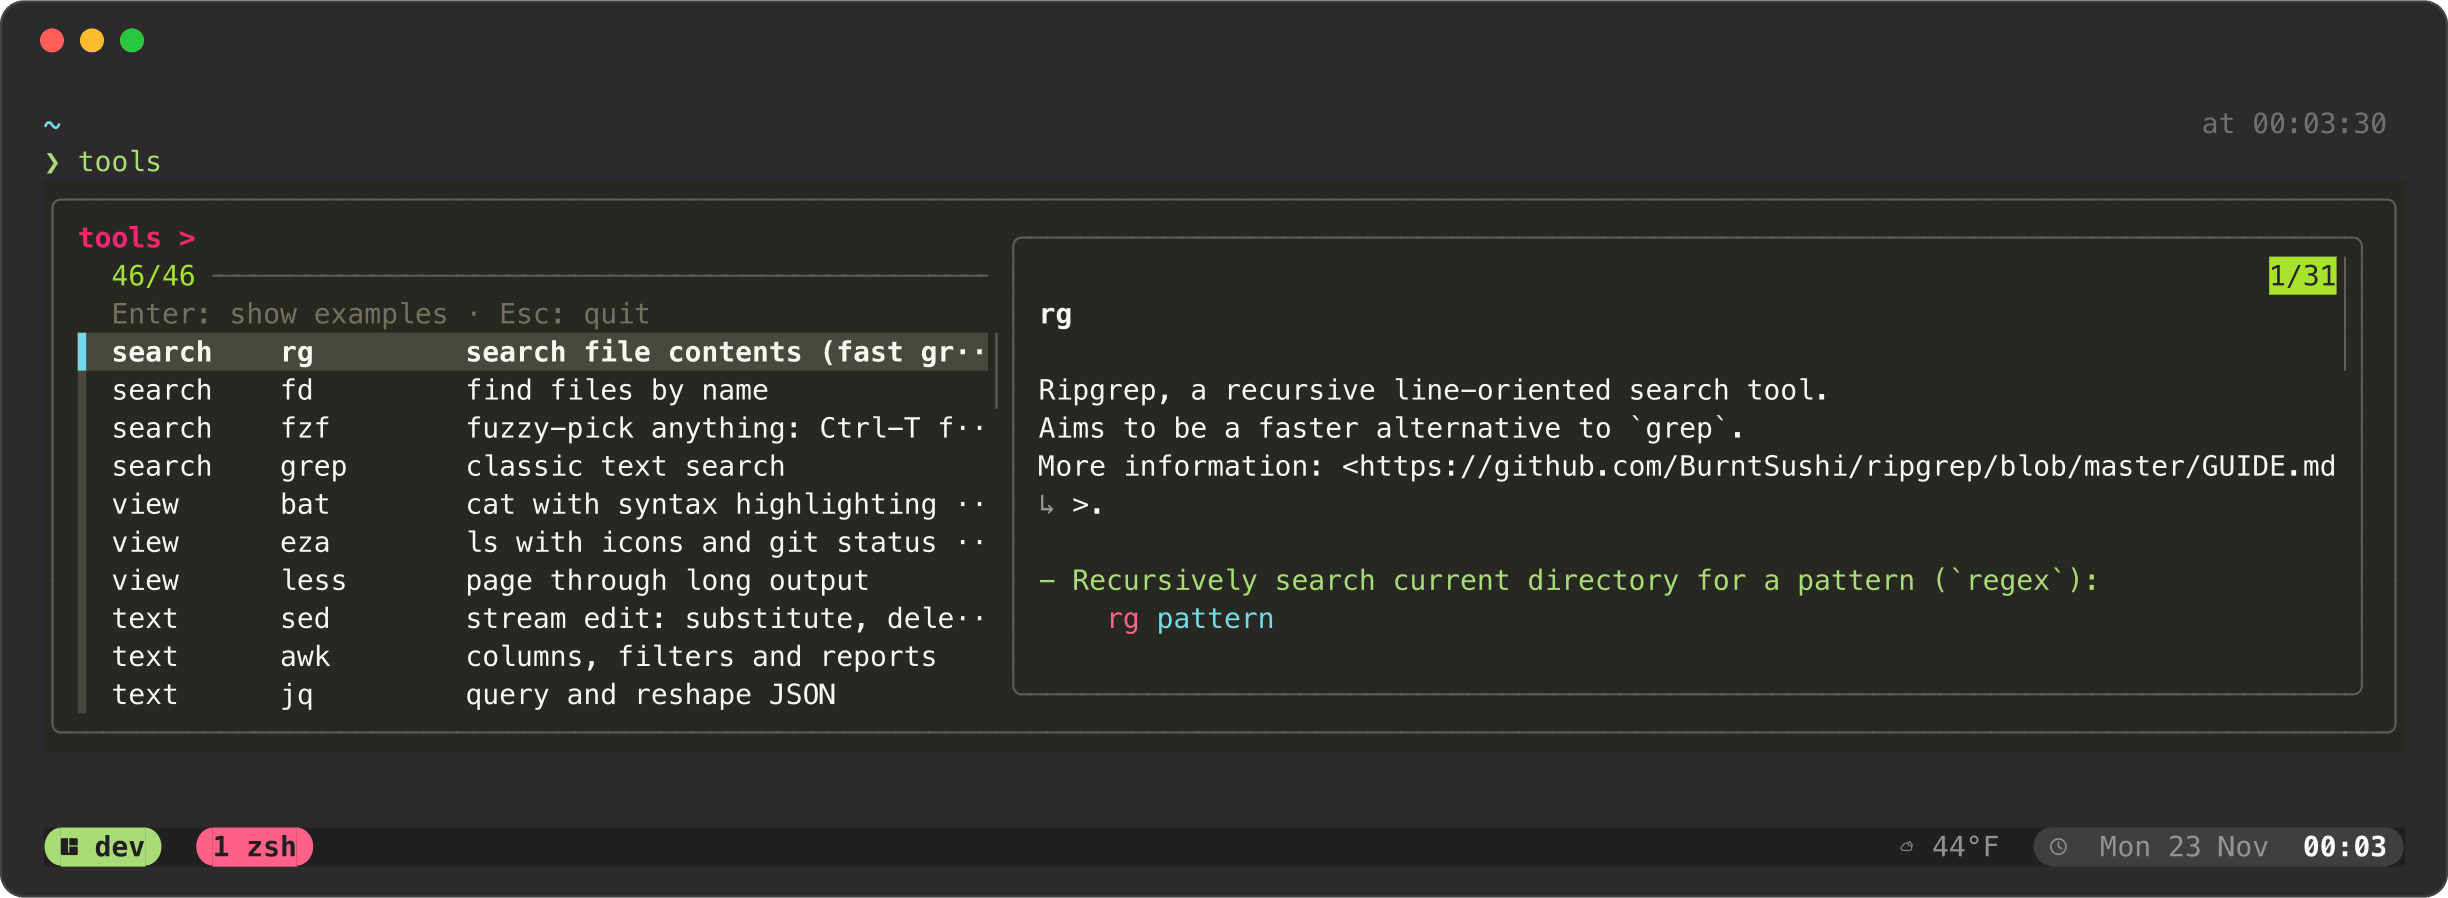 ~ at 00:03:30
❯ tools
tools >
46/46
Enter: show examples · Esc: quit
search rg search file contents (fast gr··
search fd find files by name
search fzf fuzzy-pick anything: Ctrl-T f··
search grep classic text search
view bat cat with syntax highlighting ··
view eza ls with icons and git status ··
view less page through long output
text sed stream edit: substitute, dele··
text awk columns, filters and reports
text jq query and reshape JSON
1/31
rg
Ripgrep, a recursive line-oriented search tool.
Aims to be a faster alternative to `grep`.
More information: <https://github.com/BurntSushi/ripgrep/blob/master/GUIDE.md
↳ >.
- Recursively search current directory for a pattern (`regex`):
rg pattern
dev 1 zsh 44°F Mon 23 Nov 00:03